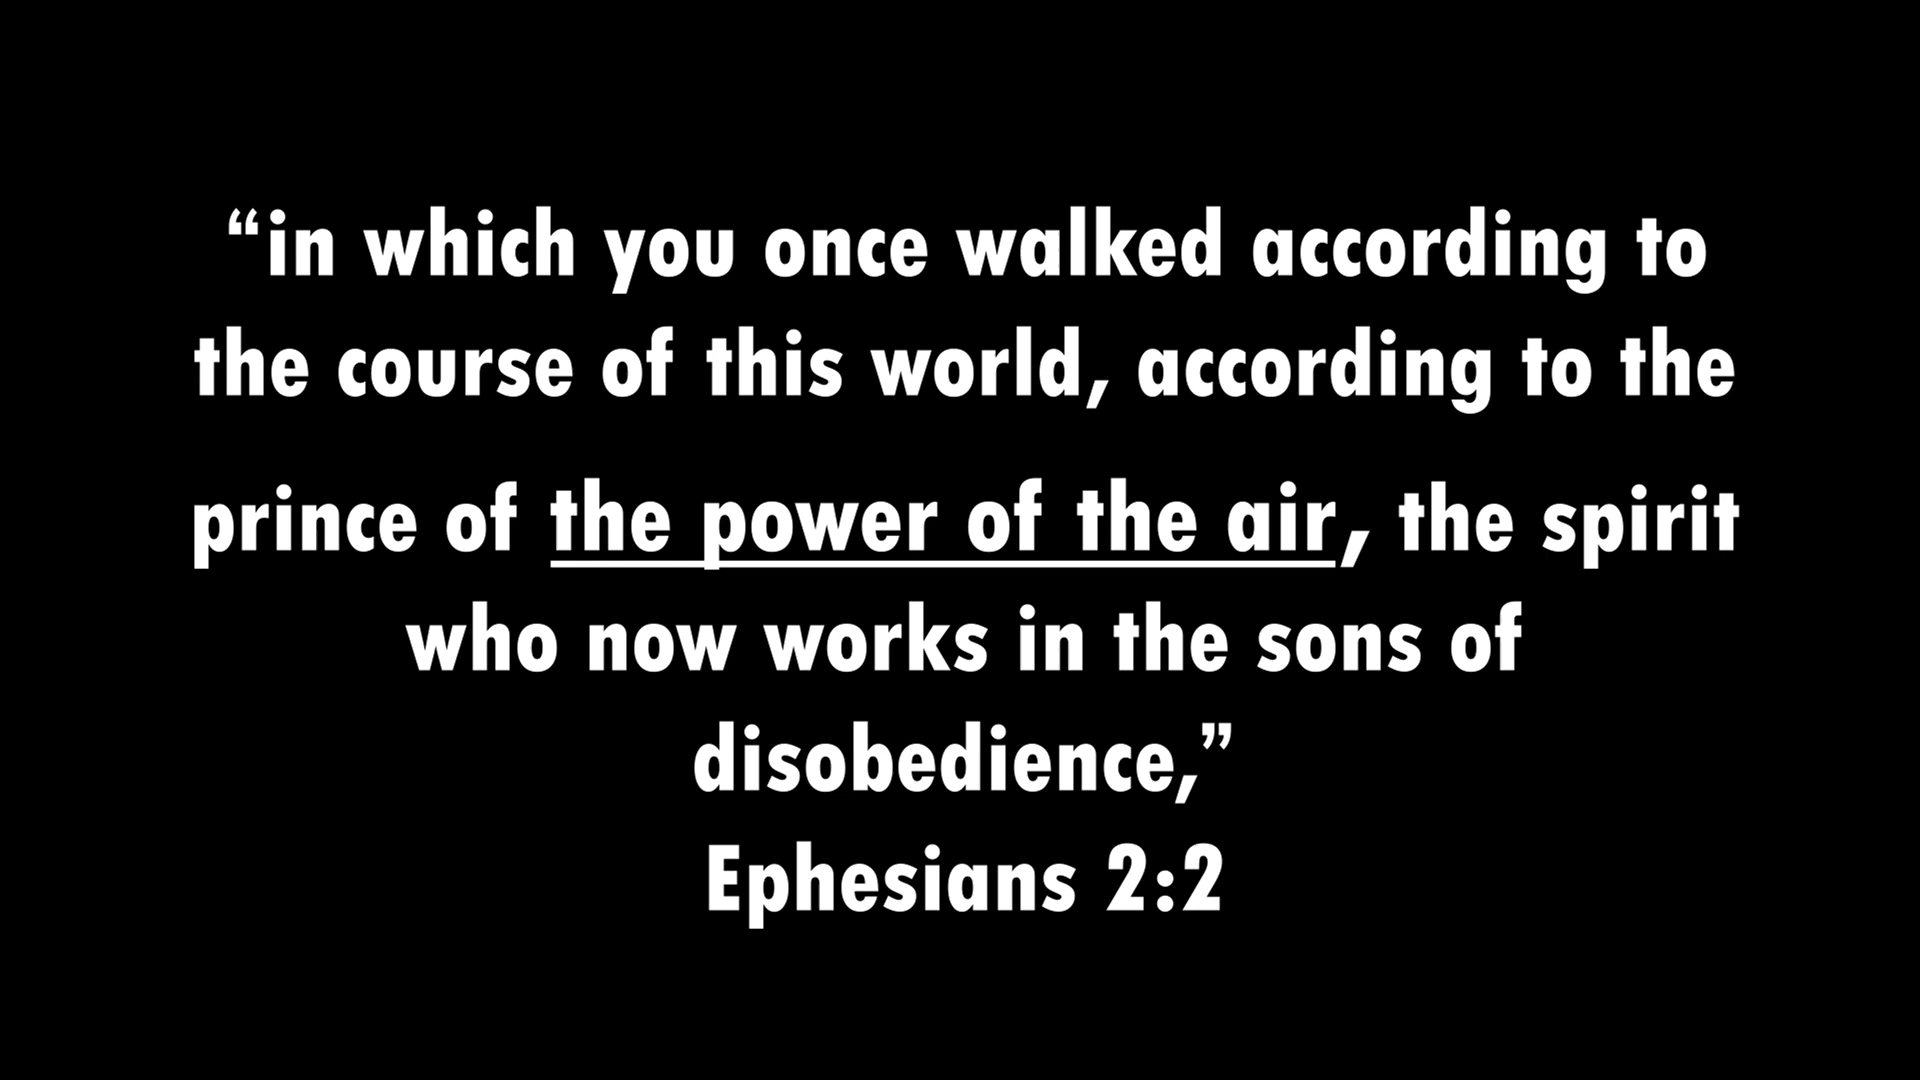 “in which you once walked according to
the course of this world, according to the
prince of the power of the air, the spirit
who now works in the sons of
disobedience,”
Ephesians 2:2